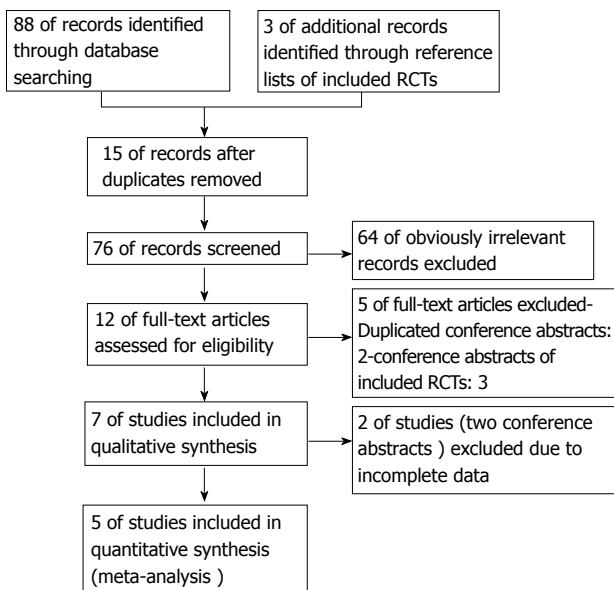 88 of records identified
through database
searching
3 of additional records
identified through reference
lists of included RCTs
15 of records after
duplicates removed
76 of records screened
64 of obviously irrelevant
records excluded
12 of full-text articles
assessed for eligibility
5 of full-text articles excluded-
Duplicated conference abstracts:
2-conference abstracts of
included RCTs: 3
7 of studies included in
qualitative synthesis
2 of studies (two conference
abstracts ) excluded due to
incomplete data
5 of studies included in
quantitative synthesis
(meta-analysis )